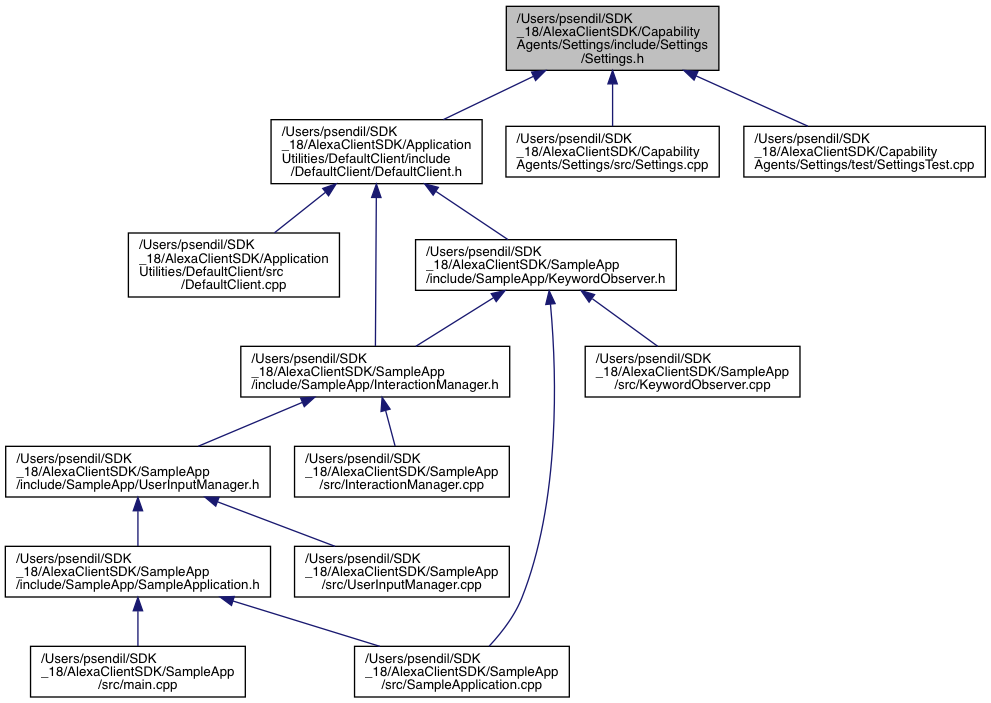 /Users/psendil/SDK
_18/AlexaClientSDK/Capability
Agents/Settings/include/Settings
/Settings.h
/Users/psendil/SDK
_18/AlexaClientSDK/Application
Utilities/DefaultClient/include
/DefaultClient/DefaultClient.h
/Users/psendil/SDK
_18/AlexaClientSDK/Capability
Agents/Settings/src/Settings.cpp
/Users/psendil/SDK
_18/AlexaClientSDK/Capability
Agents/Settings/test/SettingsTest.cpp
/Users/psendil/SDK
_18/AlexaClientSDK/Application
Utilities/DefaultClient/src
/DefaultClient.cpp
/Users/psendil/SDK
_18/AlexaClientSDK/SampleApp
/include/SampleApp/KeywordObserver.h
/Users/psendil/SDK
_18/AlexaClientSDK/SampleApp
/include/SampleApp/InteractionManager.h
/Users/psendil/SDK
_18/AlexaClientSDK/SampleApp
/src/KeywordObserver.cpp
/Users/psendil/SDK
_18/AlexaClientSDK/SampleApp
/include/SampleApp/UserInputManager.h
/Users/psendil/SDK
_18/AlexaClientSDK/SampleApp
/src/InteractionManager.cpp
/Users/psendil/SDK
_18/AlexaClientSDK/SampleApp
/include/SampleApp/SampleApplication.h
/Users/psendil/SDK
_18/AlexaClientSDK/SampleApp
/src/UserInputManager.cpp
/Users/psendil/SDK
_18/AlexaClientSDK/SampleApp
/src/main.cpp
/Users/psendil/SDK
_18/AlexaClientSDK/SampleApp
/src/SampleApplication.cpp